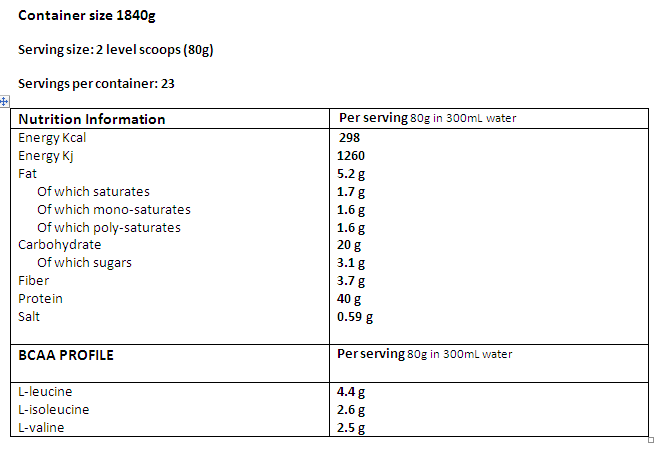 Container size 1840g
Serving size: 2 level scoops (80g)
Servings per container: 23
Nutrition Information Per serving 80g in 300mL water
Energy Kcal 298
Energy Kj 1260
Fat 5.2 g
Of which saturates 1.7 g
Of which mono-saturates 1.6 g
Of which poly-saturates 1.6 g
Carbohydrate 20 g
Of which sugars 3.1 g
Fiber 3.7 g
Protein 40 g
Salt 0.59 g
BCAA PROFILE Per serving 80g in 300mL water
L-leucine 4.4 g
L-isoleucine 2.6 g
L-valine 2.5 g